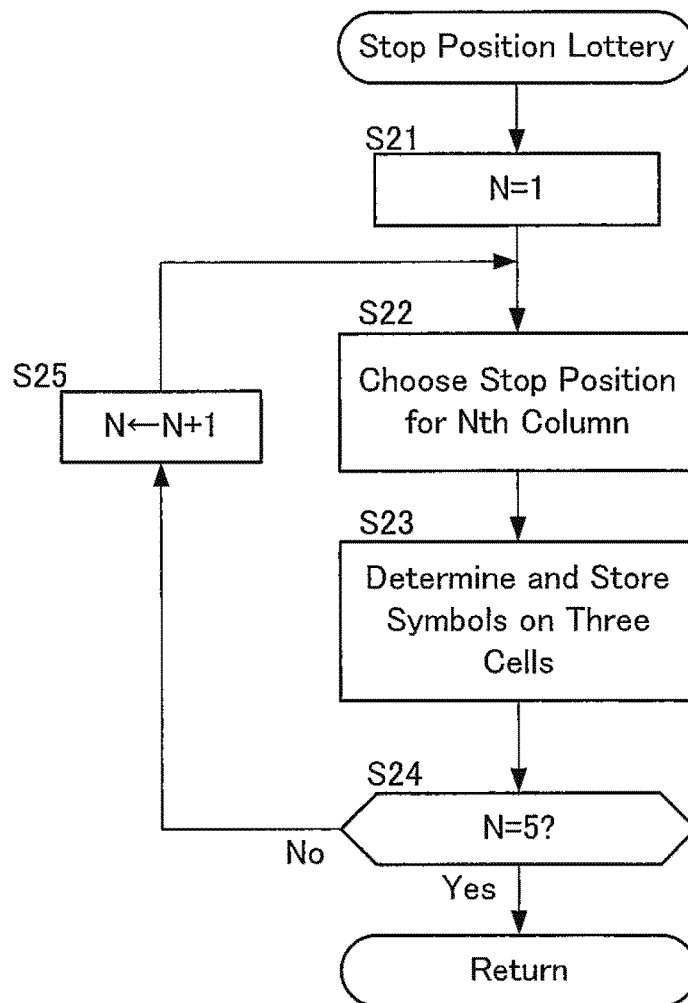 Stop Position Lottery
S21
N=1
S22
Choose Stop Position
for Nth Column
S25
N←N+1
S23
Determine and Store
Symbols on Three
Cells
S24
N=5?
No
Yes
Return